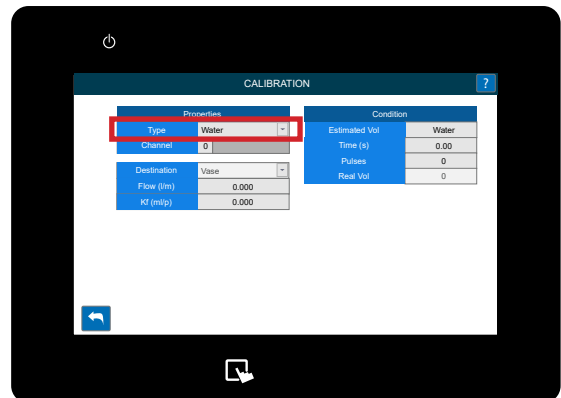 CALIBRATION
?
Properties
Type Water
Channel 0
Destination Vase
Flow (l/m) 0.000
Kf (ml/p) 0.000
Condition
Estimated Vol Water
Time (s) 0.00
Pulses 0
Real Vol 0